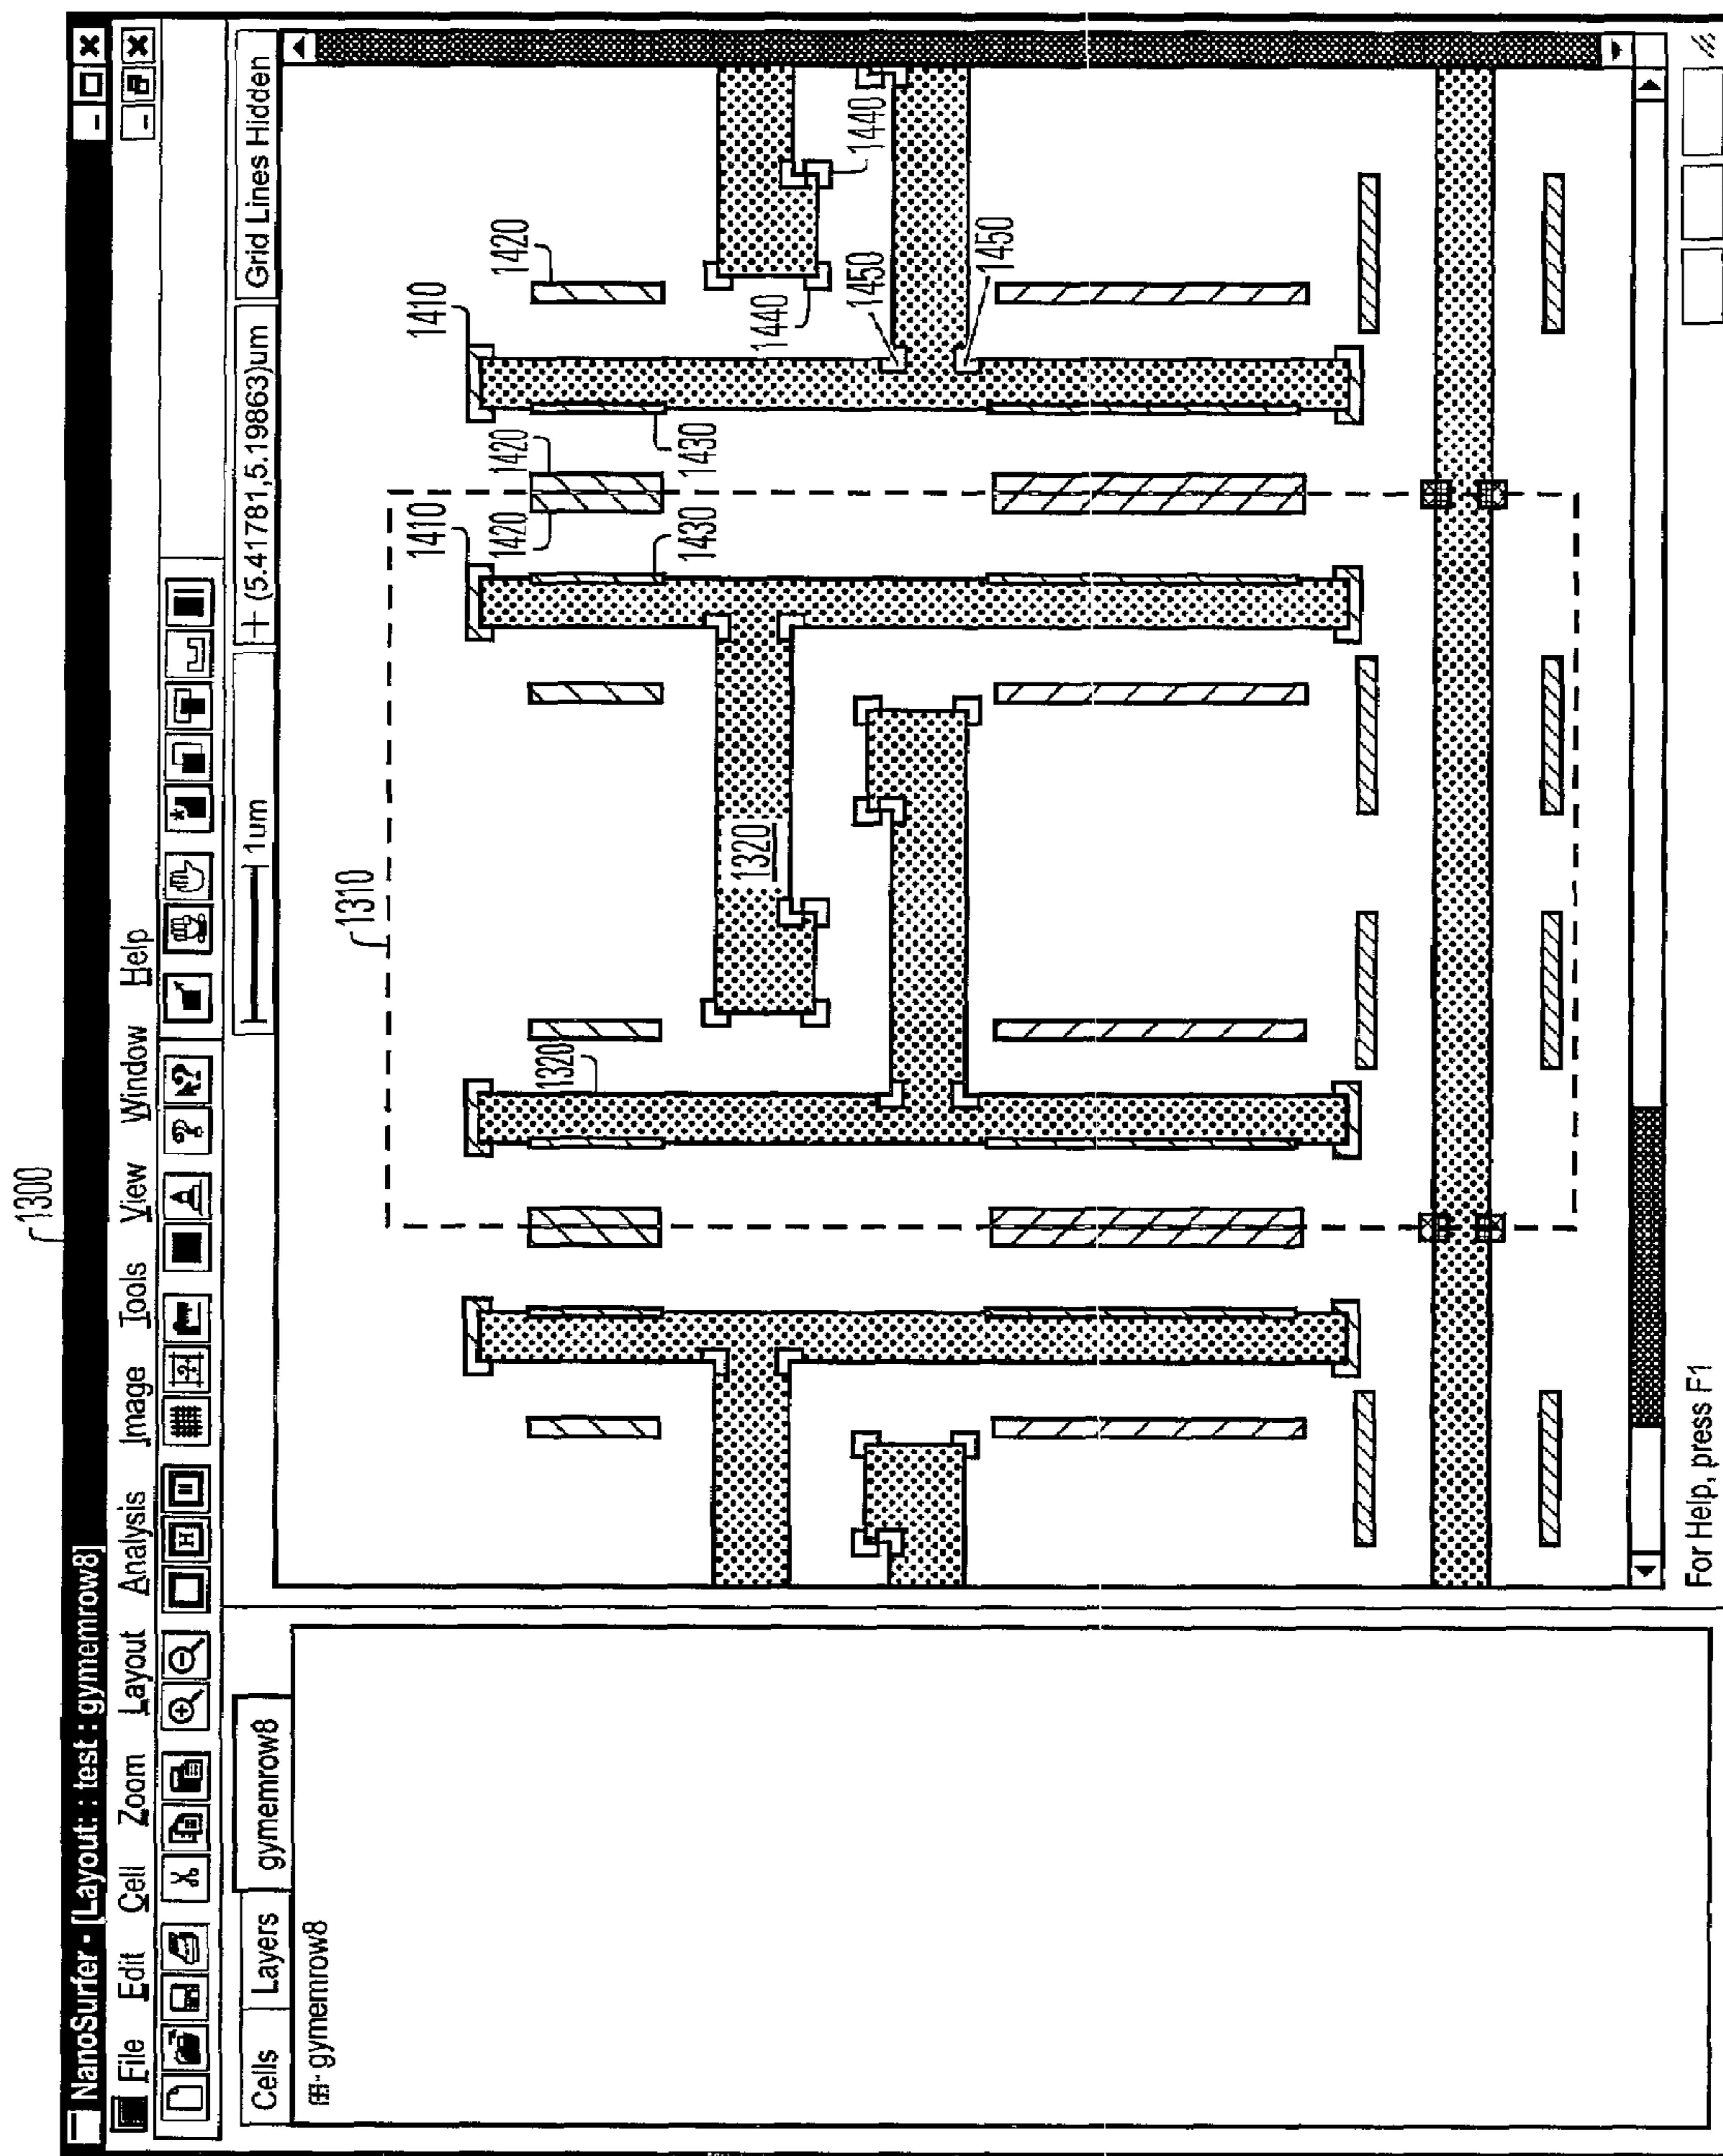 1300
NanoSurfer - [Layout : : test : gymemrow8]
File Edit Cell Zoom Layout Analysis Image Tools View Window Help
1um
(5.41781,5.19863)um
Grid Lines Hidden
Cells Layers gymemrow8
gymemrow8
1310
1410
1410
1420
1420
1420
1430
1430
1320
1320
1440
1440
1450
1450
For Help, press F1